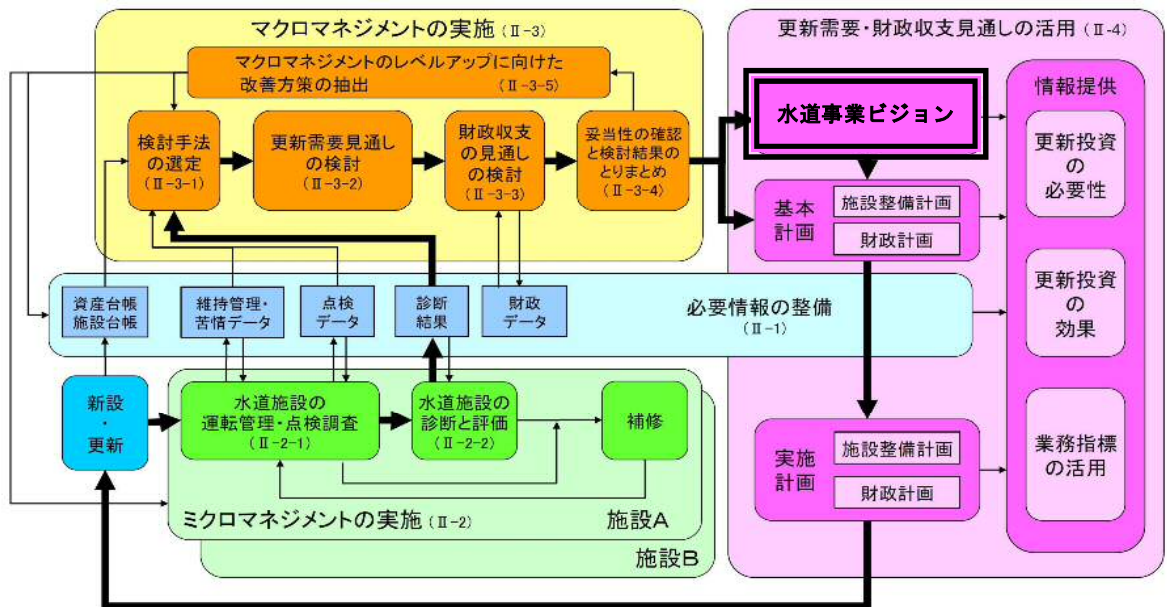 マクロマネジメントの実施(Ⅱ-3)
マクロマネジメントのレベルアップに向けた
改善方策の抽出 (Ⅱ-3-5)
検討手法
の選定
(Ⅱ-3-1)
更新需要見通し
の検討
(Ⅱ-3-2)
財政収支
の見通し
の検討
(Ⅱ-3-3)
妥当性の確認
と検討結果の
とりまとめ
(Ⅱ-3-4)
更新需要・財政収支見通しの活用(Ⅱ-4)
水道事業ビジョン
基本
計画
施設整備計画
財政計画
実施
計画
施設整備計画
財政計画
情報提供
更新投資
の
必要性
更新投資
の
効果
業務指標
の活用
資産台帳
施設台帳
維持管理・
苦情データ
点検
データ
診断
結果
財政
データ
必要情報の整備
(Ⅱ-1)
新設
・
更新
水道施設の
運転管理・点検調査
(Ⅱ-2-1)
水道施設の
診断と評価
(Ⅱ-2-2)
補修
ミクロマネジメントの実施(Ⅱ-2)
施設A
施設B